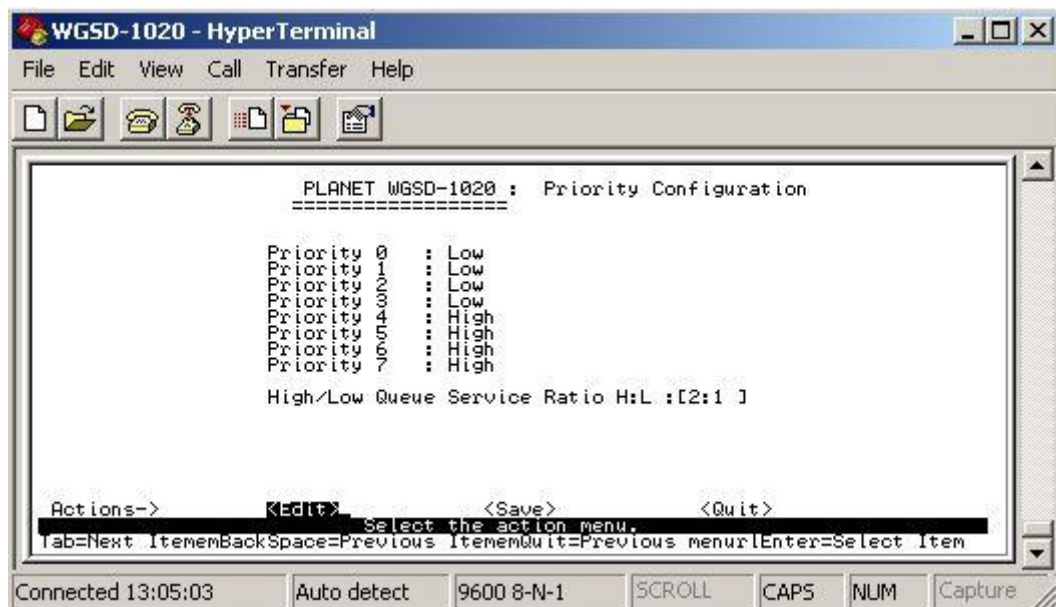 WGSD-1020 - HyperTerminal
File Edit View Call Transfer Help
PLANET WGSD-1020 : Priority Configuration
==================
Priority 0 : Low
Priority 1 : Low
Priority 2 : Low
Priority 3 : Low
Priority 4 : High
Priority 5 : High
Priority 6 : High
Priority 7 : High
High/Low Queue Service Ratio H:L :[2:1 ]
Actions-> <Edit> <Save> <Quit>
Select the action menu.
Tab=Next ItememBackSpace=Previous ItememQuit=Previous menurlEnter=Select Item
Connected 13:05:03 Auto detect 9600 8-N-1 SCROLL CAPS NUM Capture